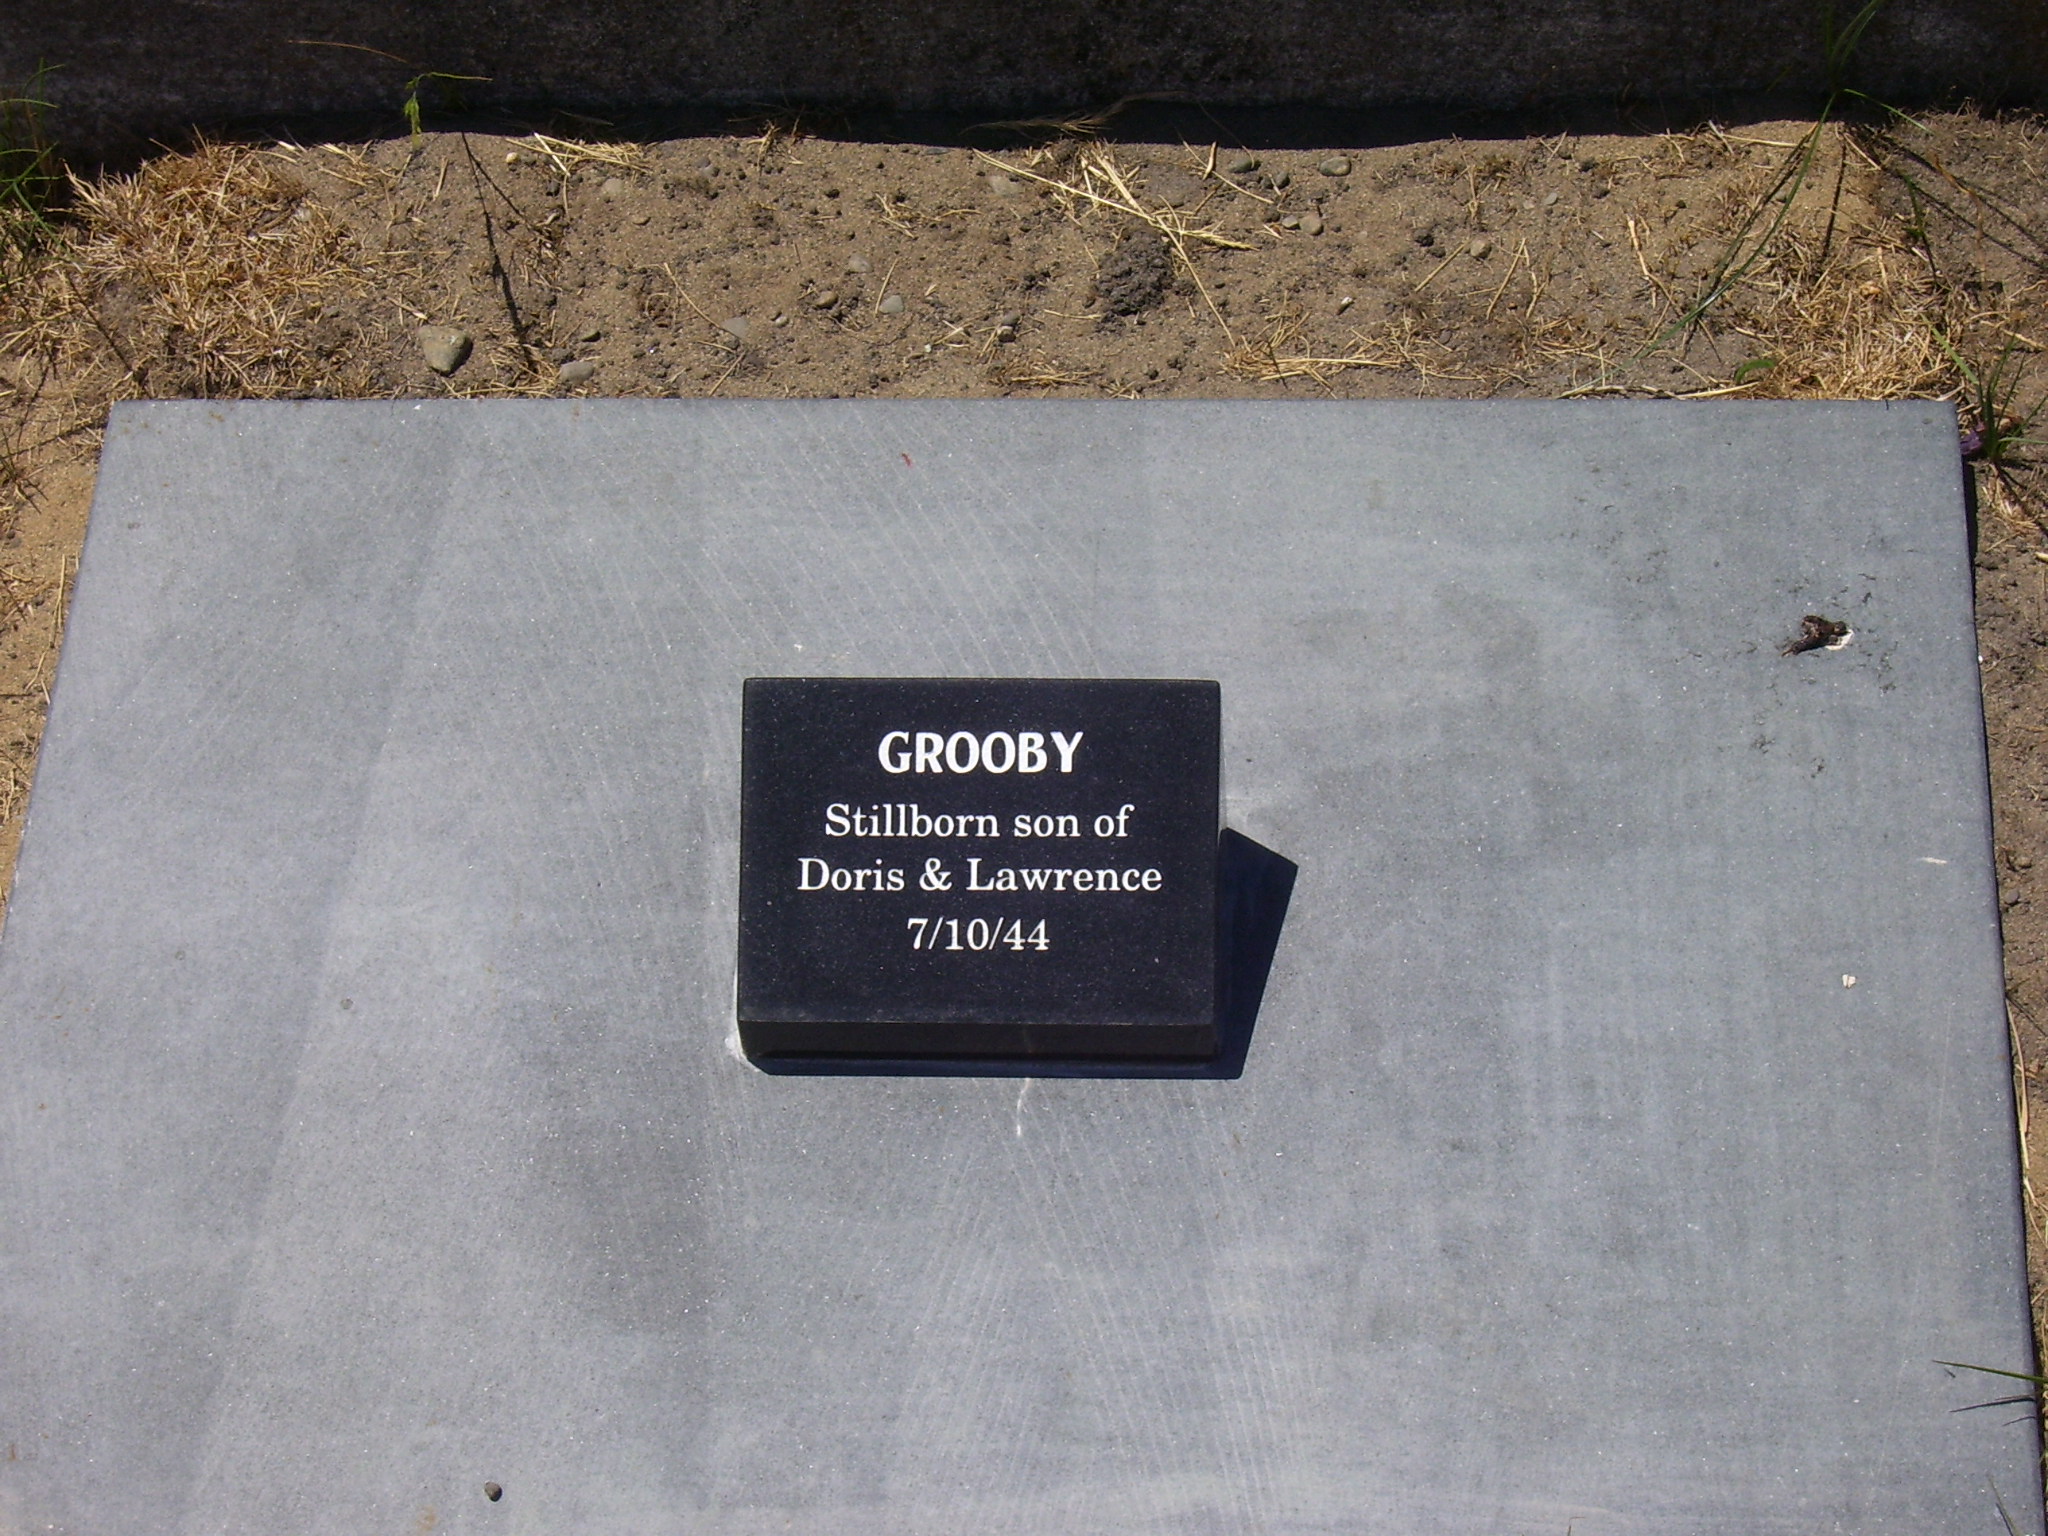 GROOBY
Stillborn son of
Doris & Lawrence
7/10/44